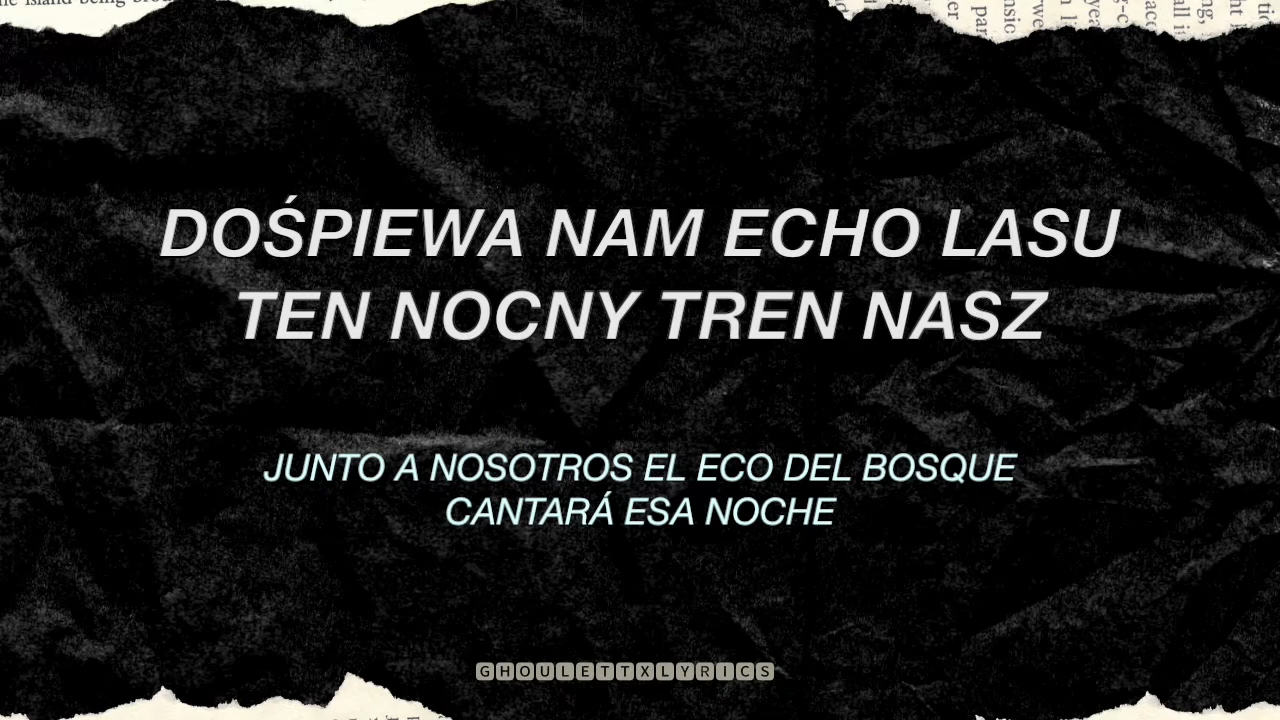 DOŚPIEWA NAM ECHO LASU
TEN NOCNY TREN NASZ
JUNTO A NOSOTROS EL ECO DEL BOSQUE
CANTARÁ ESA NOCHE
GHOULETTXLYRICS